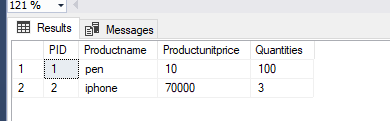 121 %
Results Messages
PID Productname Productunitprice Quantities
1 1 pen 10 100
2 2 iphone 70000 3